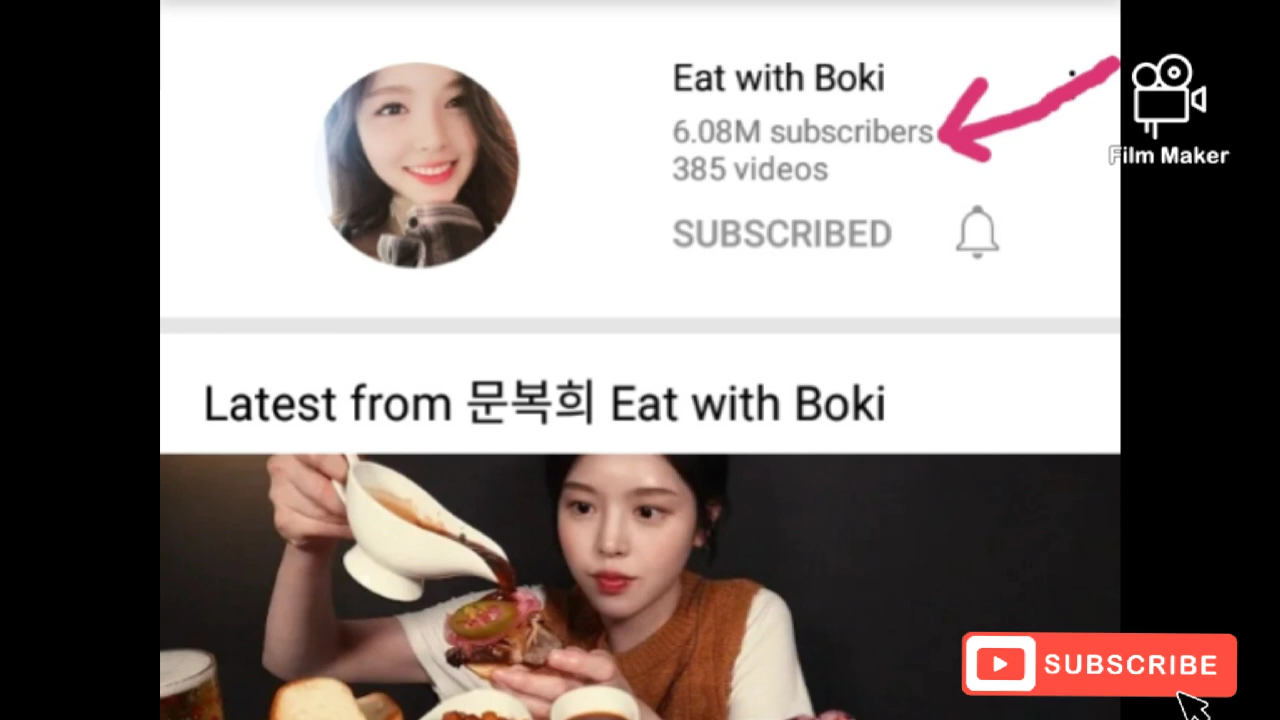 Eat with Boki
6.08M subscribers
385 videos
SUBSCRIBED
Film Maker
Latest from 문복희 Eat with Boki
SUBSCRIBE